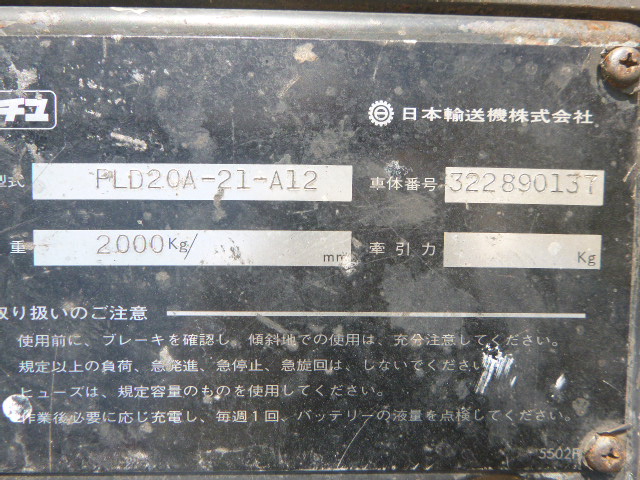 チユ 日本輸送機株式会社
型式 PLD20A-21-A12 車体番号 322890137
重 2000Kg/ mm 牽引力 Kg
取り扱いのご注意
使用前に、ブレーキを確認し、傾斜地での使用は、充分注意してください。
規定以上の負荷、急発進、急停止、急旋回は、しないでください。
ヒューズは、規定容量のものを使用してください。
作業後必要に応じ充電し、毎週1回、バッテリーの液量を点検してください。
5502F